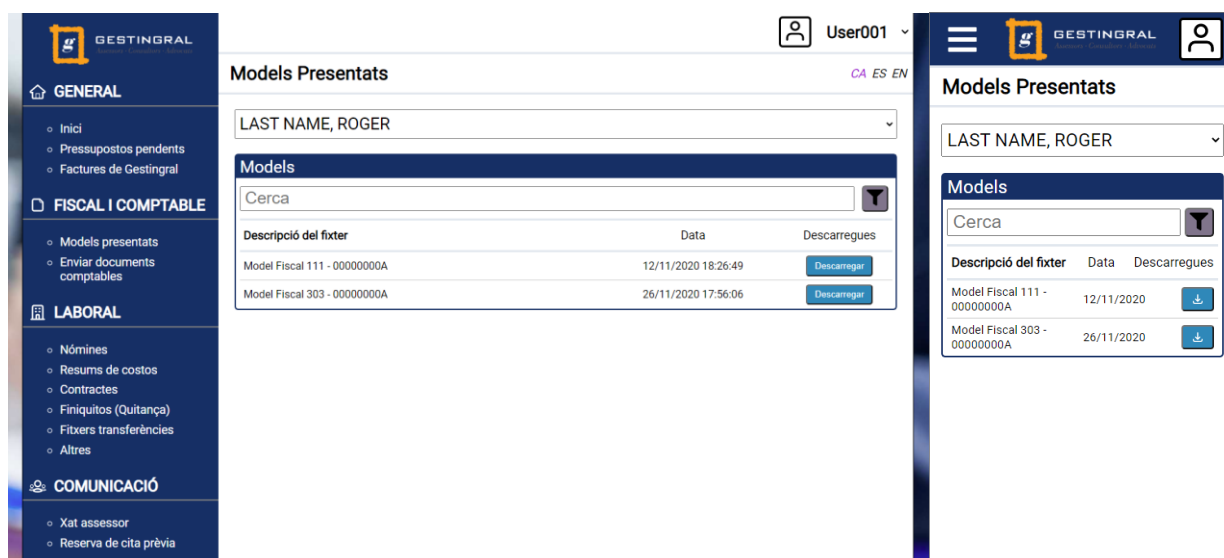 g GESTINGRAL
User001
Models Presentats
CA ES EN
GENERAL
Inici
Pressupostos pendents
Factures de Gestingral
FISCAL I COMPTABLE
Models presentats
Enviar documents
comptables
LABORAL
Nómines
Resums de costos
Contractes
Finiquitos (Quitança)
Fitxers transferències
Altres
COMUNICACIÓ
Xat assessor
Reserva de cita prèvia
LAST NAME, ROGER
Models
Cerca
Descripció del fixter Data Descarregues
Model Fiscal 111 - 00000000A 12/11/2020 18:26:49 Descarregar
Model Fiscal 303 - 00000000A 26/11/2020 17:56:06 Descarregar
g GESTINGRAL
Models Presentats
LAST NAME, ROGER
Models
Cerca
Descripció del fixter Data Descarregues
Model Fiscal 111 -
00000000A 12/11/2020
Model Fiscal 303 -
00000000A 26/11/2020